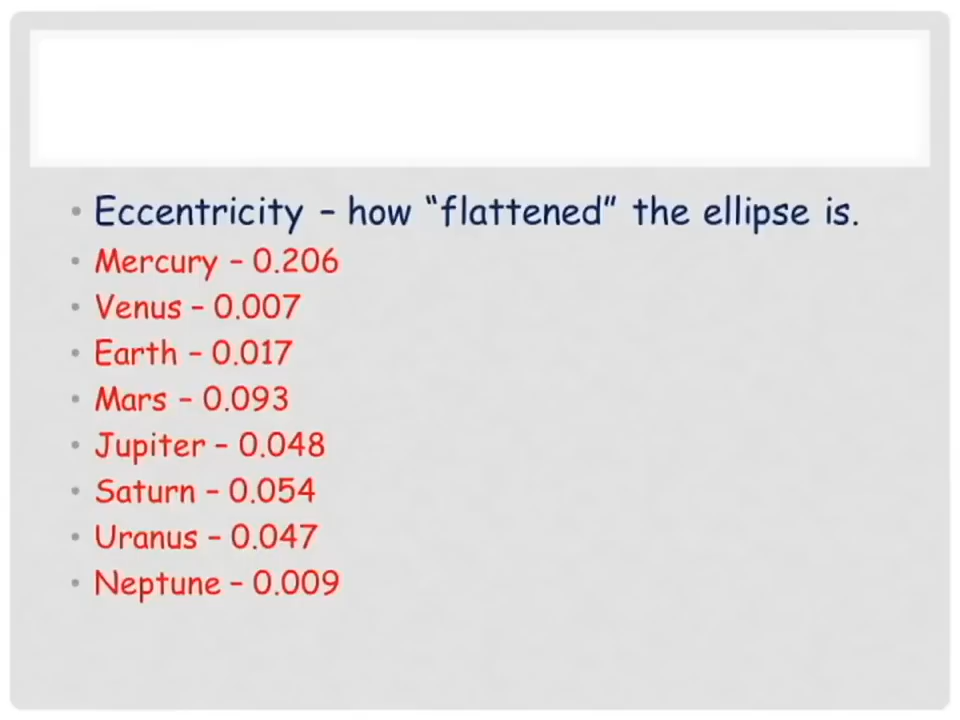 • Eccentricity – how “flattened” the ellipse is.
• Mercury – 0.206
• Venus – 0.007
• Earth – 0.017
• Mars – 0.093
• Jupiter – 0.048
• Saturn – 0.054
• Uranus – 0.047
• Neptune – 0.009